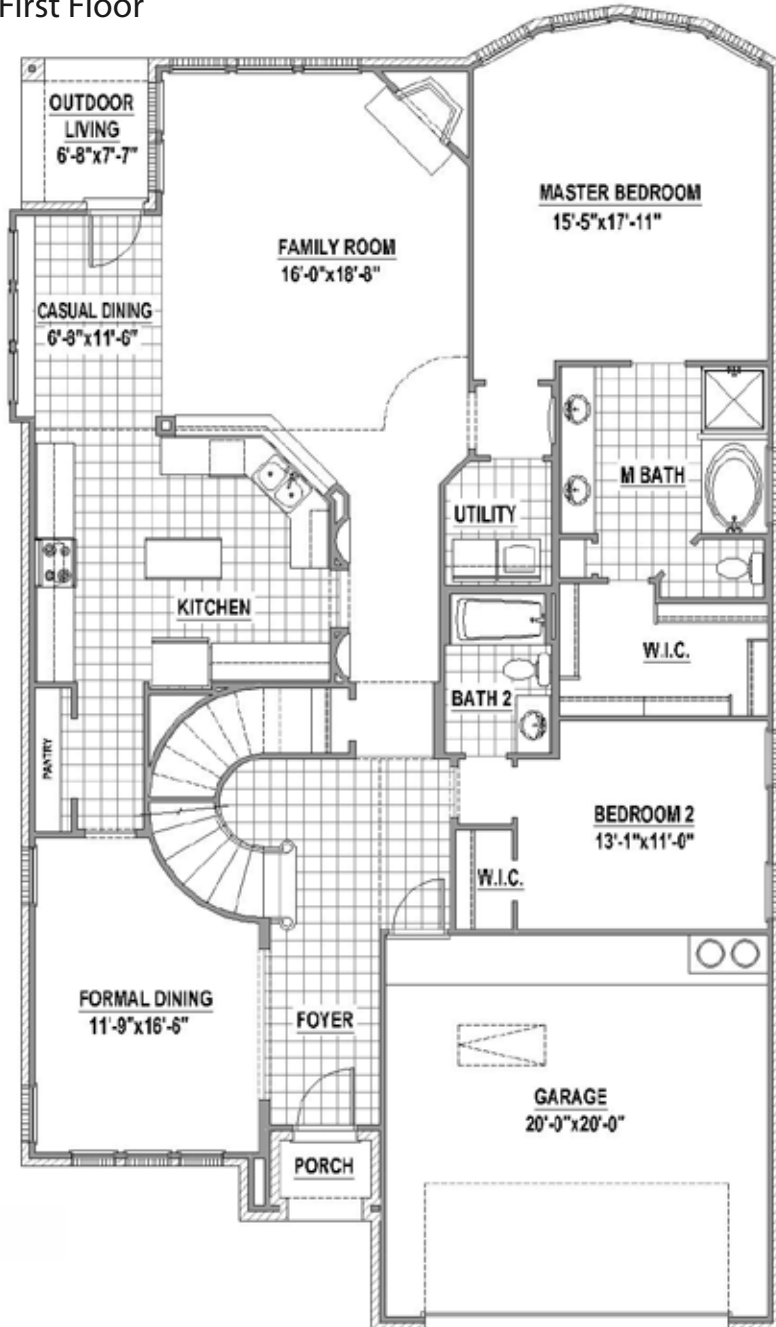 First Floor
OUTDOOR
LIVING
6'-8"x7'-7"
MASTER BEDROOM
15'-5"x17'-11"
FAMILY ROOM
16'-0"x18'-8"
CASUAL DINING
6'-8"x11'-6"
M BATH
UTILITY
KITCHEN
W.I.C.
BATH 2
PANTRY
BEDROOM 2
13'-1"x11'-0"
W.I.C.
FORMAL DINING
11'-9"x16'-6"
FOYER
GARAGE
20'-0"x20'-0"
PORCH